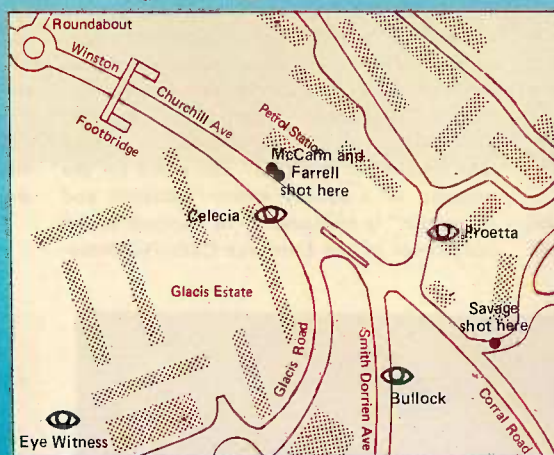 Roundabout
Winston
Churchill Ave
Footbridge
Petrol Station
McCann and
Farrell
shot here
Celecia
Proetta
Glacis Estate
Savage
shot here
Glacis Road
Smith Dorrien Ave
Bullock
Corral Road
Eye Witness